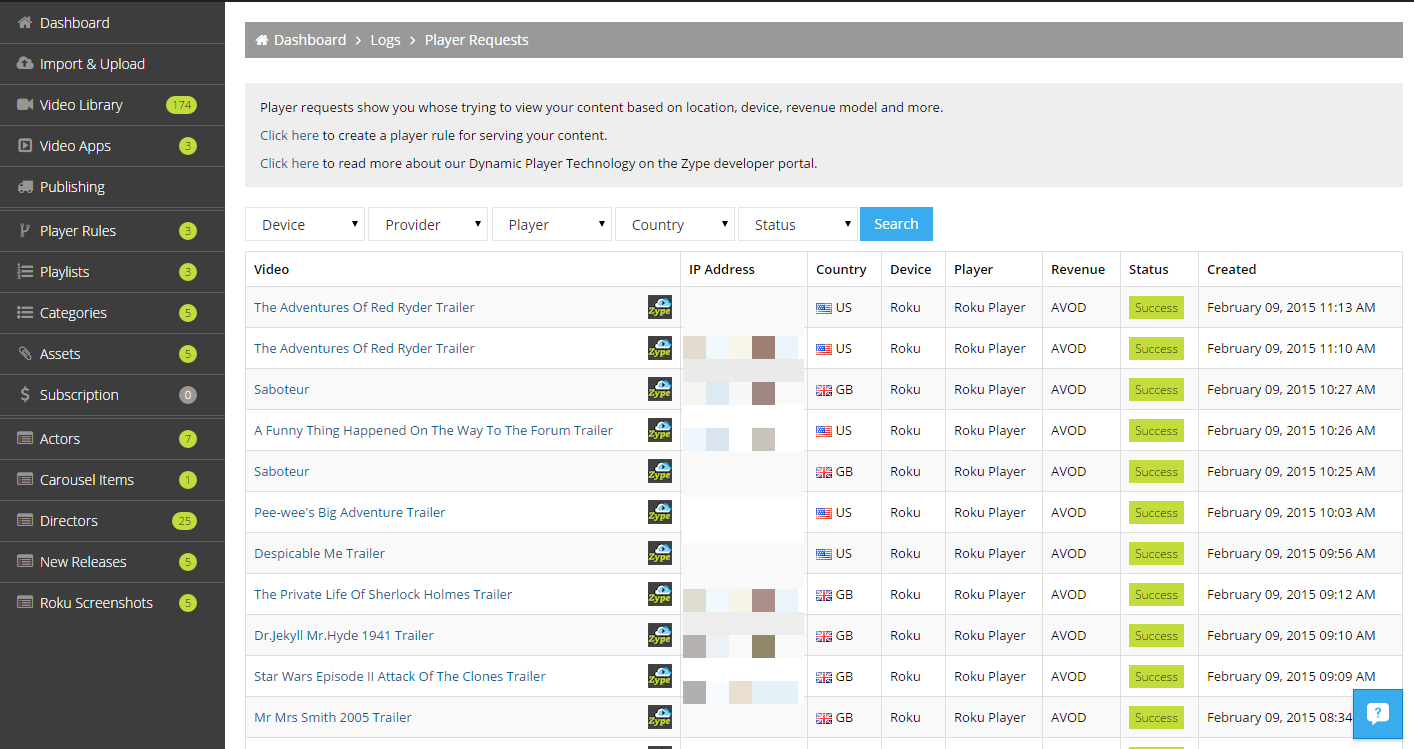 Dashboard
Import & Upload
Video Library 174
Video Apps 3
Publishing
Player Rules 3
Playlists 3
Categories 5
Assets 5
Subscription 0
Actors 7
Carousel Items 1
Directors 25
New Releases 5
Roku Screenshots 5
Dashboard > Logs > Player Requests
Player requests show you whose trying to view your content based on location, device, revenue model and more.
Click here to create a player rule for serving your content.
Click here to read more about our Dynamic Player Technology on the Zype developer portal.
Device Provider Player Country Status Search
Video IP Address Country Device Player Revenue Status Created
The Adventures Of Red Ryder Trailer Zype US Roku Roku Player AVOD Success February 09, 2015 11:13 AM
The Adventures Of Red Ryder Trailer Zype US Roku Roku Player AVOD Success February 09, 2015 11:10 AM
Saboteur Zype GB Roku Roku Player AVOD Success February 09, 2015 10:27 AM
A Funny Thing Happened On The Way To The Forum Trailer Zype US Roku Roku Player AVOD Success February 09, 2015 10:26 AM
Saboteur Zype GB Roku Roku Player AVOD Success February 09, 2015 10:25 AM
Pee-wee's Big Adventure Trailer Zype US Roku Roku Player AVOD Success February 09, 2015 10:03 AM
Despicable Me Trailer Zype US Roku Roku Player AVOD Success February 09, 2015 09:56 AM
The Private Life Of Sherlock Holmes Trailer Zype GB Roku Roku Player AVOD Success February 09, 2015 09:12 AM
Dr.Jekyll Mr.Hyde 1941 Trailer Zype GB Roku Roku Player AVOD Success February 09, 2015 09:10 AM
Star Wars Episode II Attack Of The Clones Trailer Zype GB Roku Roku Player AVOD Success February 09, 2015 09:09 AM
Mr Mrs Smith 2005 Trailer Zype GB Roku Roku Player AVOD Success February 09, 2015 08:34
?